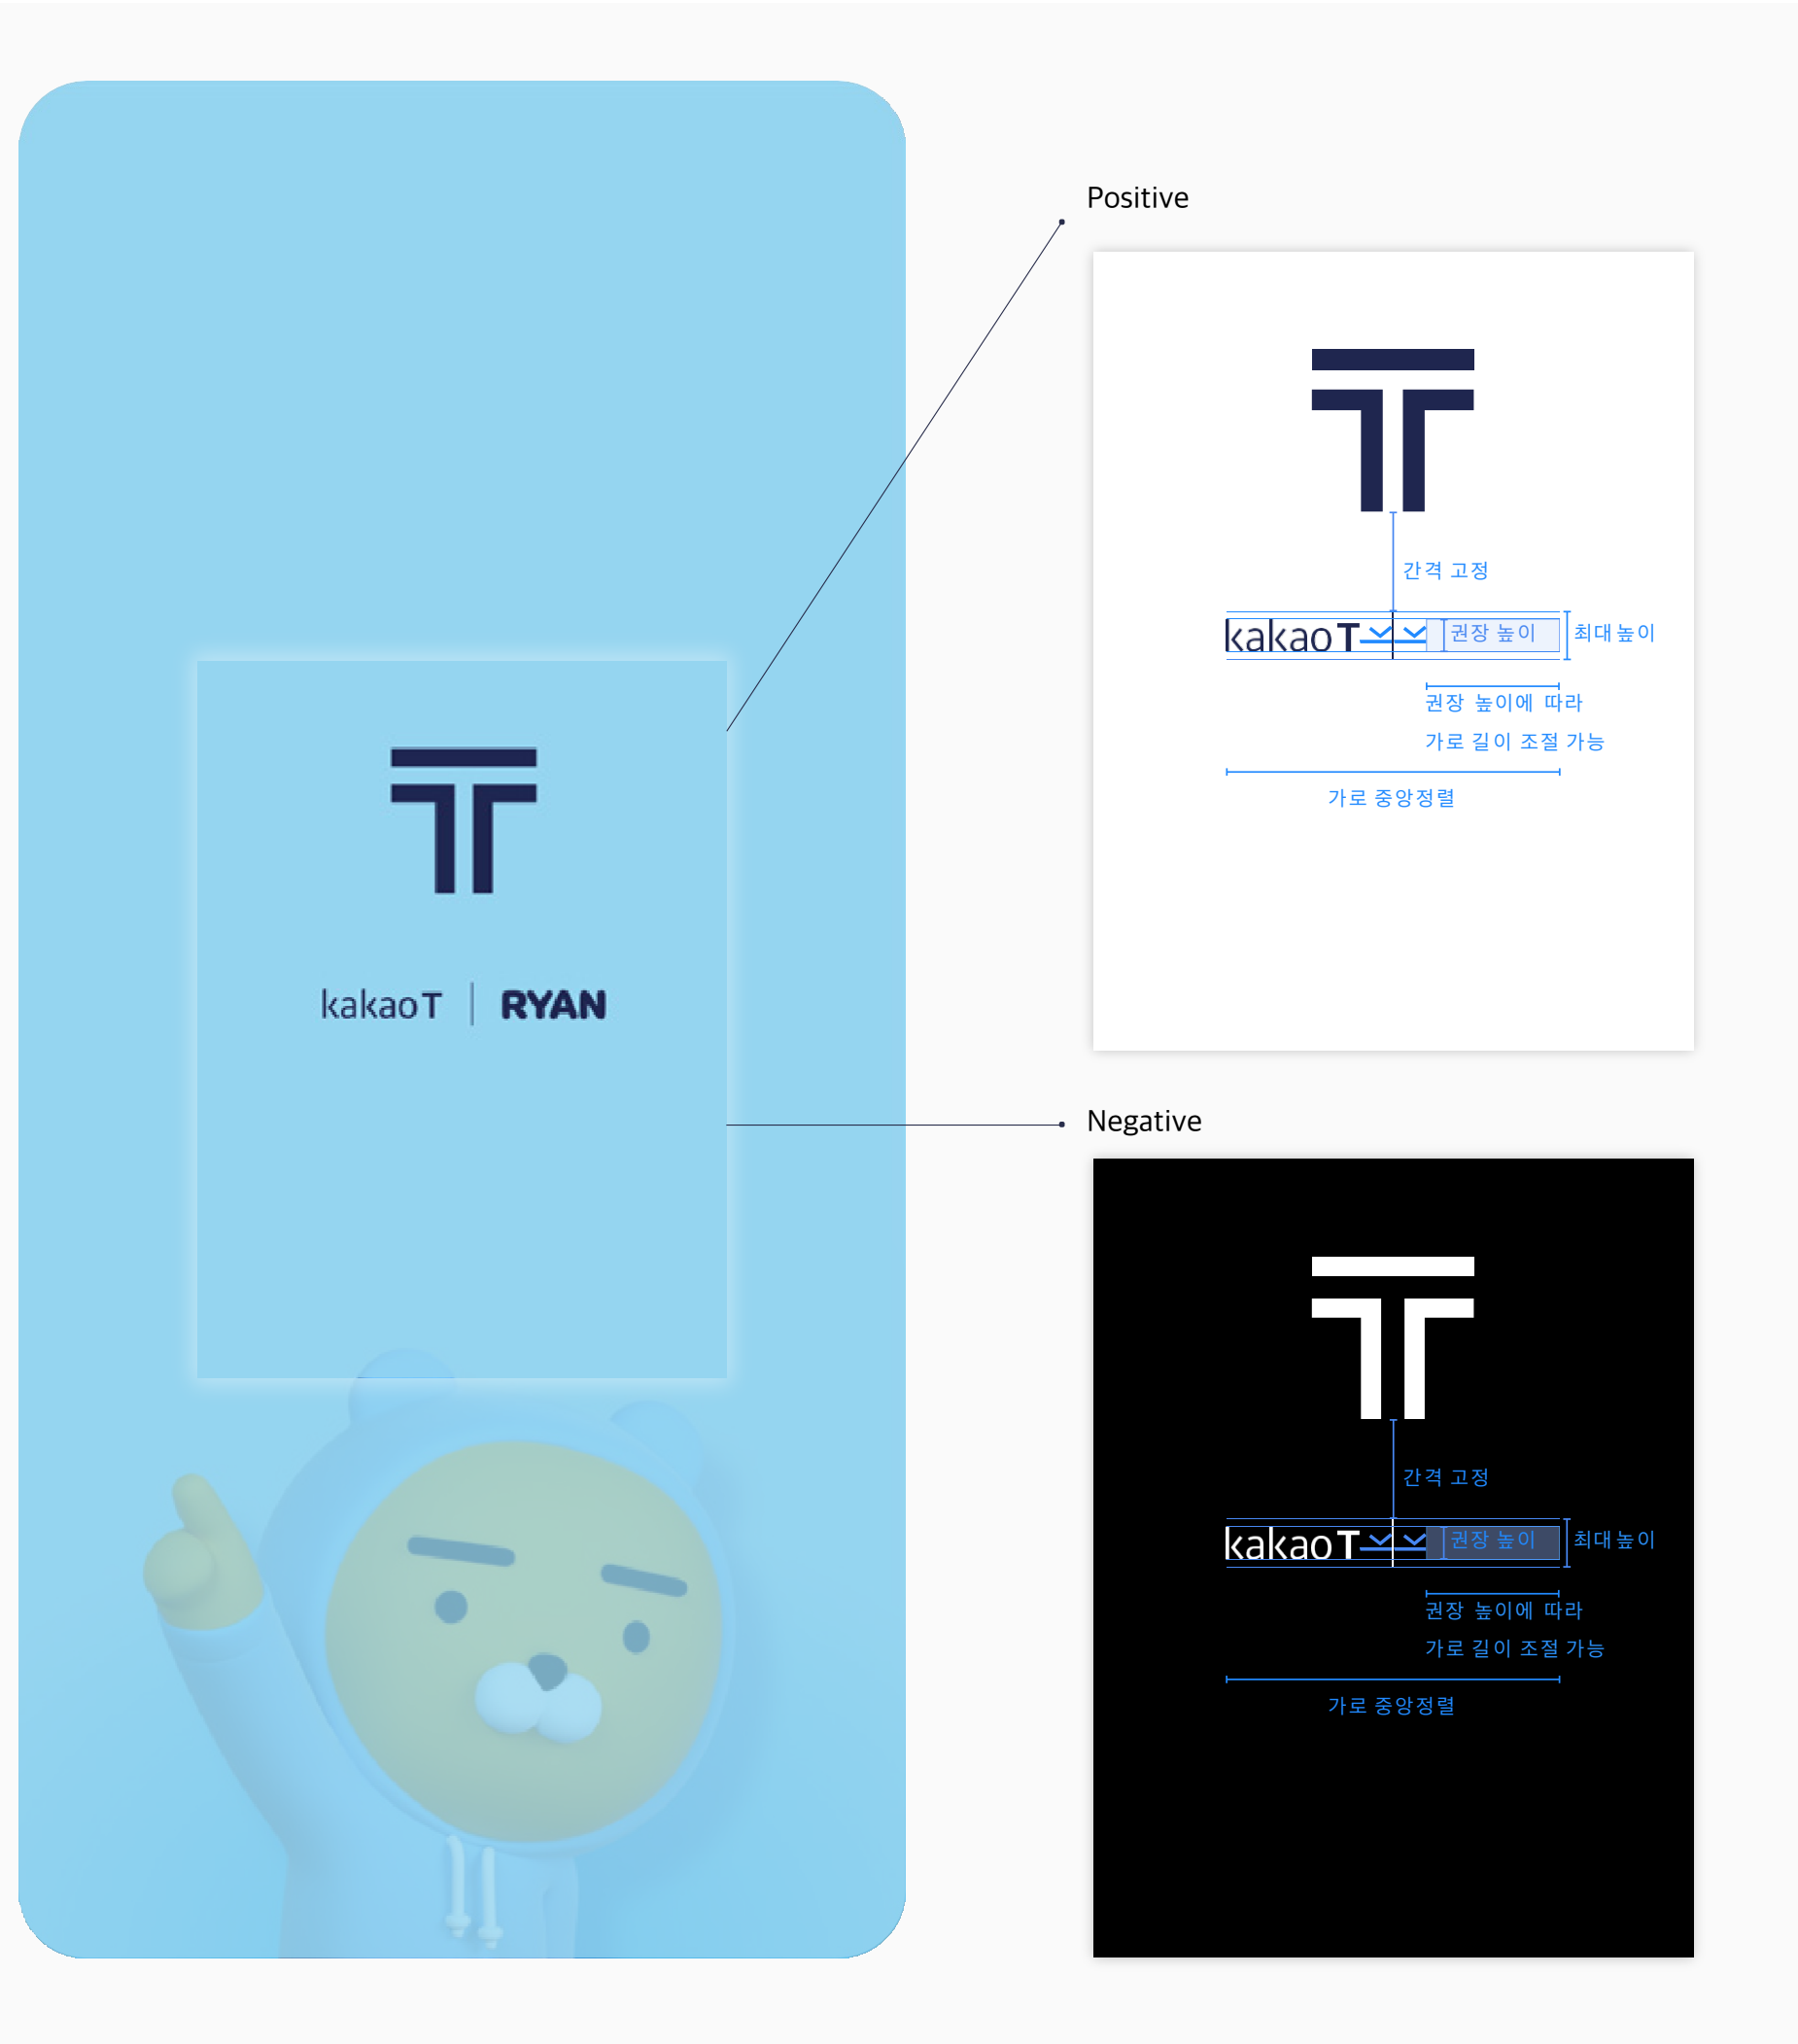 kakao T | RYAN
Positive
간격 고정
kakao T
권장 높이
최대 높이
권장 높이에 따라
가로 길이 조절 가능
가로 중앙정렬
Negative
간격 고정
kakao T
권장 높이
최대 높이
권장 높이에 따라
가로 길이 조절 가능
가로 중앙정렬